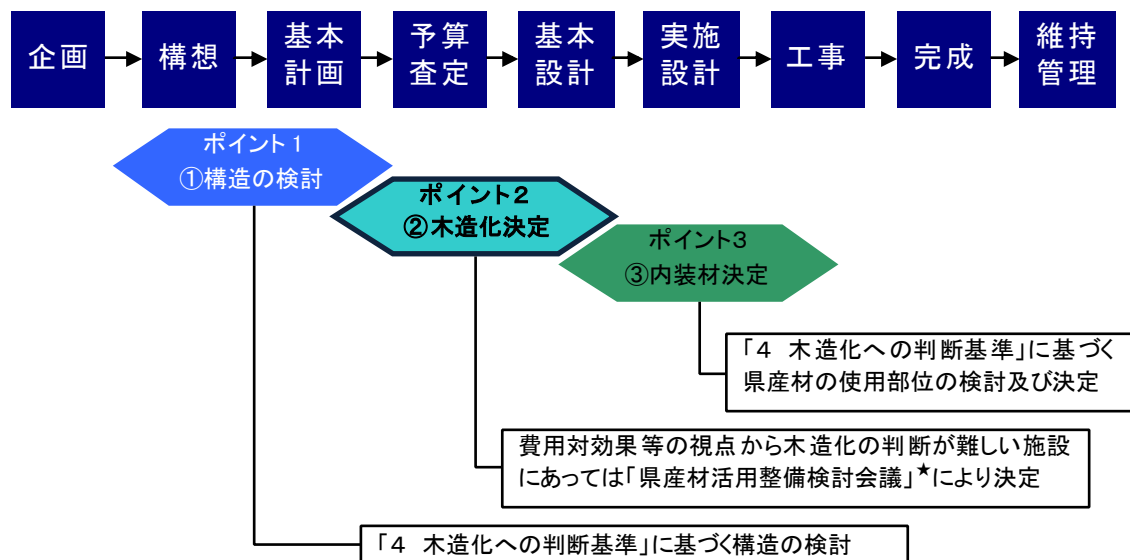 企画
構想
基本
計画
予算
査定
基本
設計
実施
設計
工事
完成
維持
管理
ポイント1
①構造の検討
ポイント2
②木造化決定
ポイント3
③内装材決定
「4 木造化への判断基準」に基づく
県産材の使用部位の検討及び決定
費用対効果等の視点から木造化の判断が難しい施設
にあっては「県産材活用整備検討会議」★により決定
「4 木造化への判断基準」に基づく構造の検討